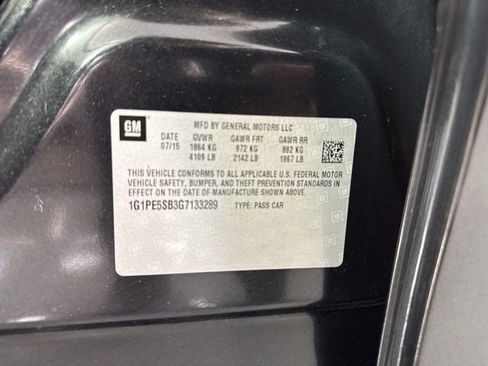 GM
MFD BY GENERAL MOTORS LLC
DATE GVWR GAWR FRT GAWR RR
07/15 1864 KG 972 KG 892 KG
4109 LB 2142 LB 1967 LB
THIS VEHICLE CONFORMS TO ALL APPLICABLE U.S. FEDERAL MOTOR
VEHICLE SAFETY, BUMPER, AND THEFT PREVENTION STANDARDS IN
EFFECT ON THE DATE OF MANUFACTURE SHOWN ABOVE.
1G1PE5SB3G7133289 TYPE: PASS CAR